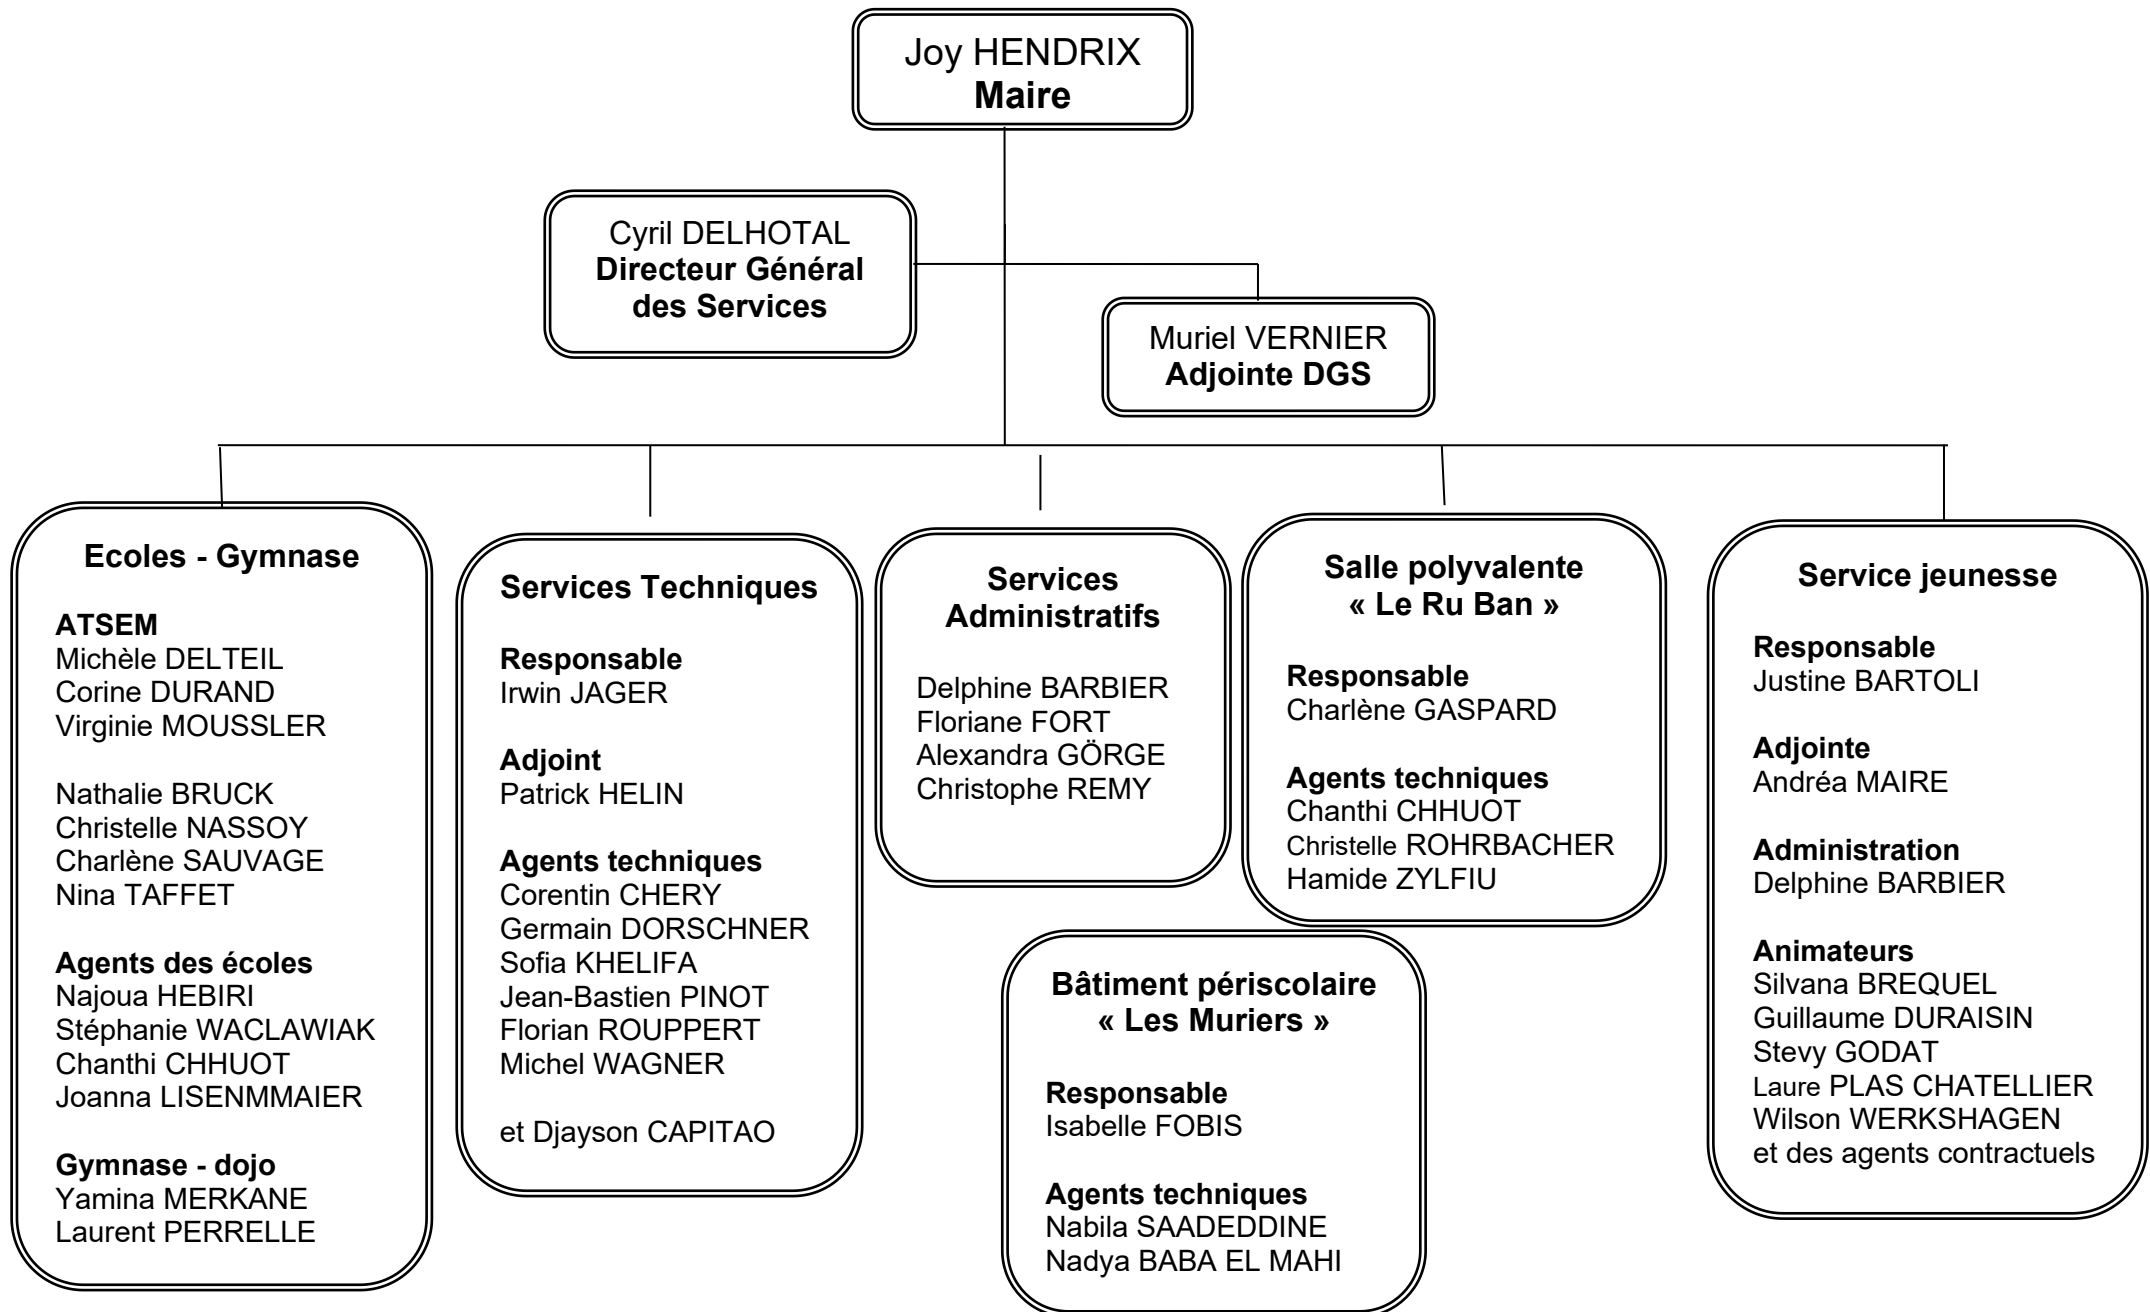 Joy HENDRIX
Maire
Cyril DELHOTAL
Directeur Général
des Services
Muriel VERNIER
Adjointe DGS
Ecoles - Gymnase
ATSEM
Michèle DELTEIL
Corine DURAND
Virginie MOUSSLER
Nathalie BRUCK
Christelle NASSOY
Charlène SAUVAGE
Nina TAFFET
Agents des écoles
Najoua HEBIRI
Stéphanie WACLAWIAK
Chanthi CHHUOT
Joanna LISENMMAIER
Gymnase - dojo
Yamina MERKANE
Laurent PERRELLE
Services Techniques
Responsable
Irwin JAGER
Adjoint
Patrick HELIN
Agents techniques
Corentin CHERY
Germain DORSCHNER
Sofia KHELIFA
Jean-Bastien PINOT
Florian ROUPPERT
Michel WAGNER
et Djayson CAPITAO
Services
Administratifs
Delphine BARBIER
Floriane FORT
Alexandra GÖRGE
Christophe REMY
Salle polyvalente
« Le Ru Ban »
Responsable
Charlène GASPARD
Agents techniques
Chanthi CHHUOT
Christelle ROHRBACHER
Hamide ZYLFIU
Bâtiment périscolaire
« Les Muriers »
Responsable
Isabelle FOBIS
Agents techniques
Nabila SAADEDDINE
Nadya BABA EL MAHI
Service jeunesse
Responsable
Justine BARTOLI
Adjointe
Andréa MAIRE
Administration
Delphine BARBIER
Animateurs
Silvana BREQUEL
Guillaume DURAISIN
Stevy GODAT
Laure PLAS CHATELLIER
Wilson WERKSHAGEN
et des agents contractuels